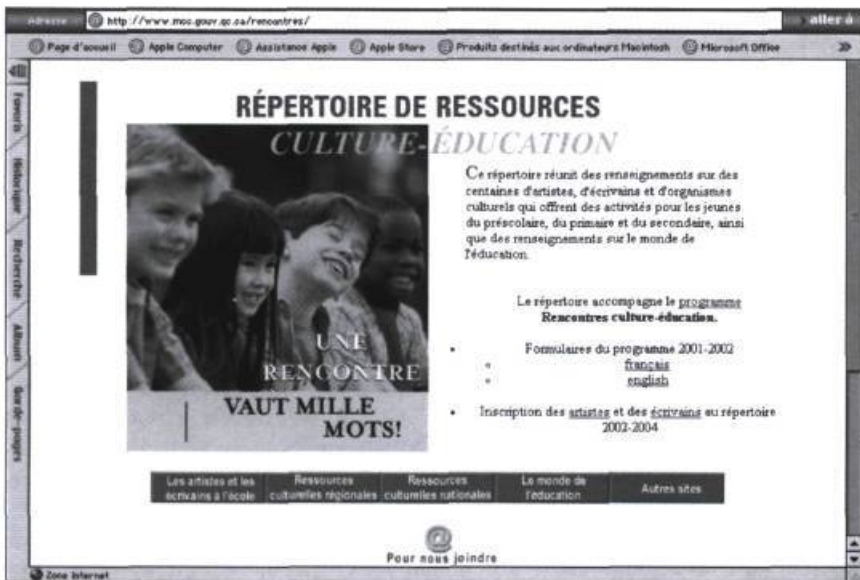 Adresse http://www.mcc.gouv.qc.ca/rencontres/ aller à
Page d'accueil Apple Computer Assistance Apple Apple Store Produits destinés aux ordinateurs Macintosh Microsoft Office
Favoris
Historique
Recherche
Album
Garde-pages
RÉPERTOIRE DE RESSOURCES
CULTURE-ÉDUCATION
Ce répertoire réunit des renseignements sur des
centaines d'artistes, d'écrivains et d'organismes
culturels qui offrent des activités pour les jeunes
du préscolaire, du primaire et du secondaire, ainsi
que des renseignements sur le monde de
l'éducation.
Le répertoire accompagne le programme
Rencontres culture-éducation.
Formulaires du programme 2001-2002
français
english
Inscription des artistes et des écrivains au répertoire
2002-2004
UNE
RENCONTRE
VAUT MILLE
MOTS!
Les artistes et les
écrivains à l'école
Ressources
culturelles régionales
Ressources
culturelles nationales
Le monde de
l'éducation
Autres sites
@
Pour nous joindre
Zone Internet